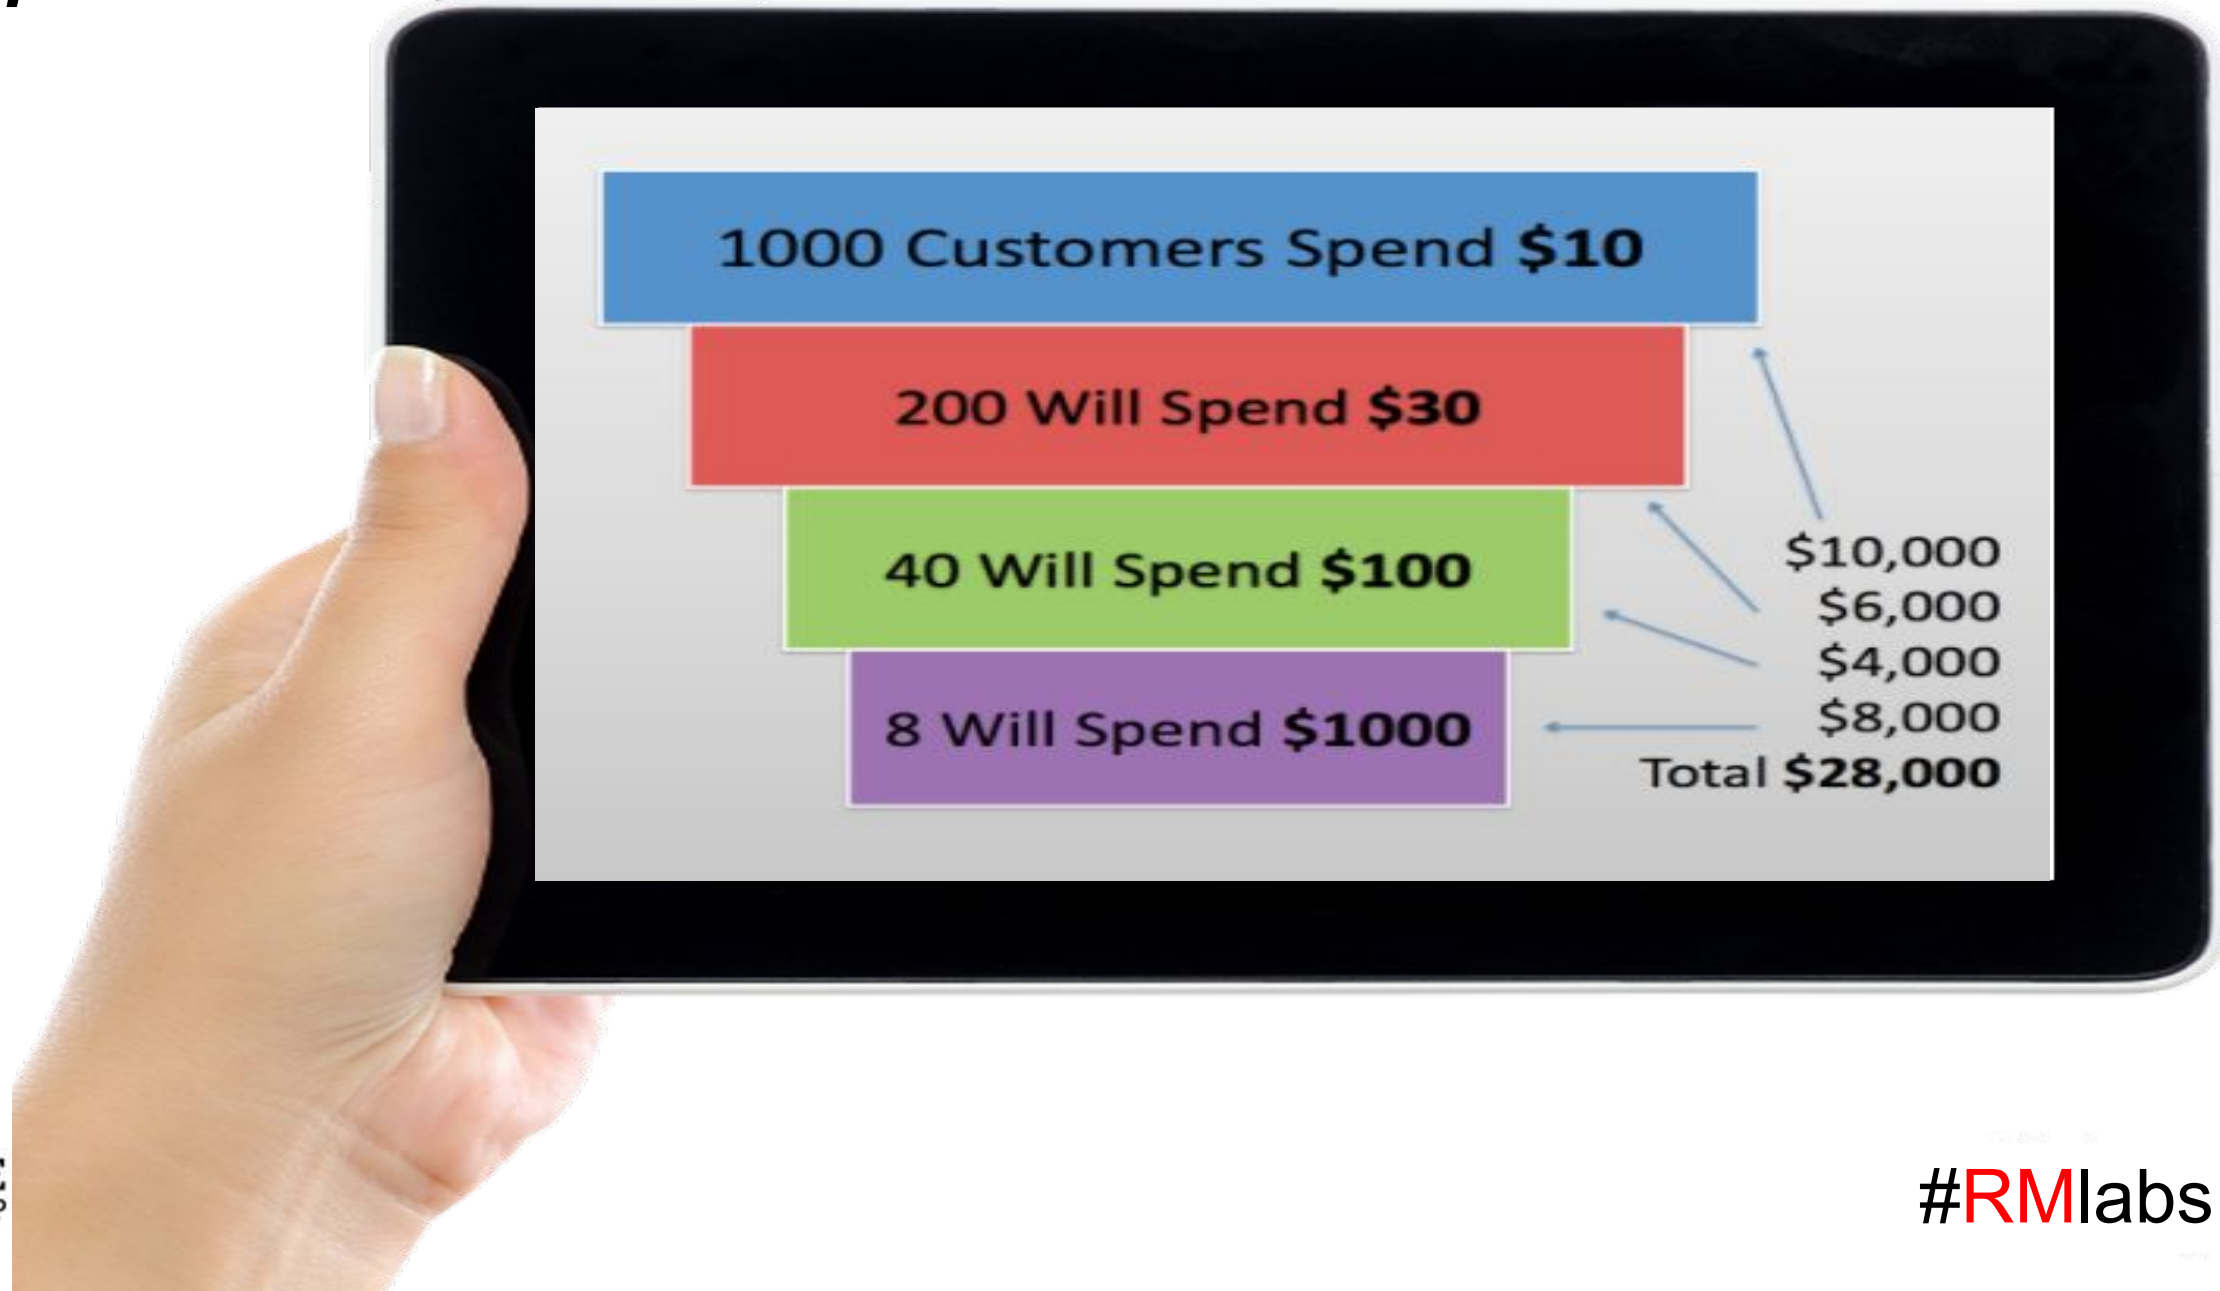 1000 Customers Spend $10
200 Will Spend $30
40 Will Spend $100
8 Will Spend $1000
$10,000
$6,000
$4,000
$8,000
Total $28,000
#RMlabs